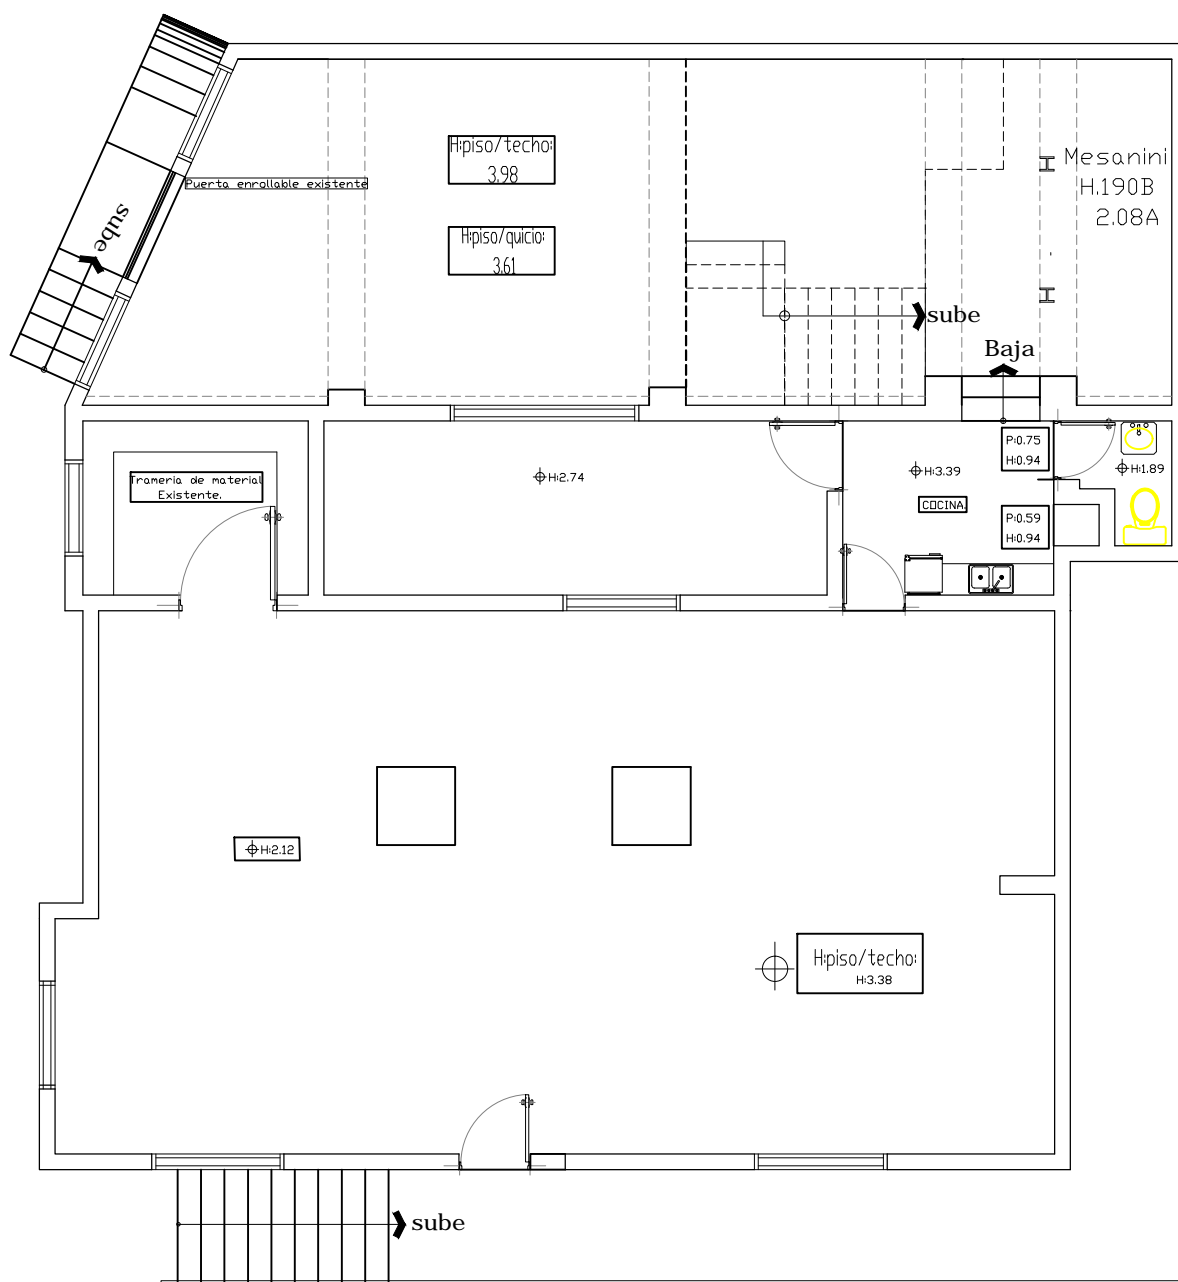 H:piso/techo:
3.98
Mesanini
H.190B
2.08A
Puerta enrollable existente
sube
H:piso/quicio:
3.61
sube
Baja
P:0.75
H:0.94
H:1.89
H:3.39
H:2.74
Trameria de material
Existente.
COCINA.
P:0.59
H:0.94
H:2.12
H:piso/techo:
H:3.38
sube